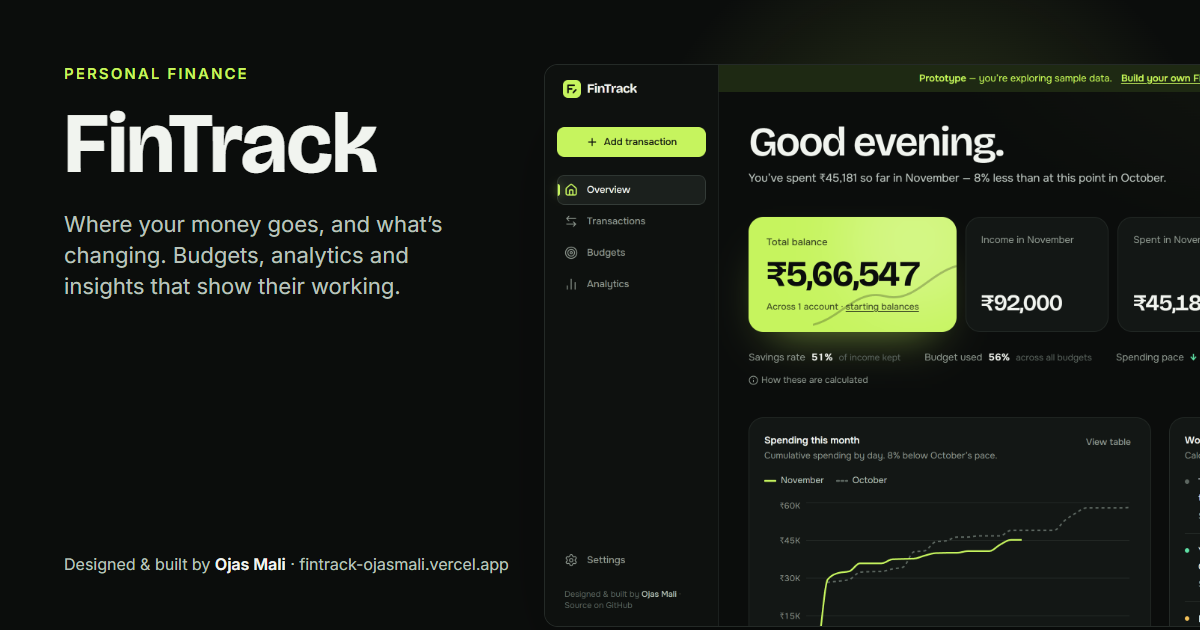 PERSONAL FINANCE
FinTrack
Where your money goes, and what's
changing. Budgets, analytics and
insights that show their working.
Designed & built by Ojas Mali · fintrack-ojasmali.vercel.app
FinTrack
+ Add transaction
Overview
Transactions
Budgets
Analytics
Settings
Designed & built by Ojas Mali
Source on GitHub
Prototype — you're exploring sample data. Build your own
Good evening.
You've spent ₹45,181 so far in November — 8% less than at this point in October.
Total balance
₹5,66,547
Across 1 account · starting balances
Income in November
₹92,000
Spent in
Savings rate 51% of income kept
Budget used 56% across all budgets
Spending pace
How these are calculated
Spending this month
Cumulative spending by day. 8% below October's pace.
View table
November
October
₹60K
₹45K
₹30K
₹15K